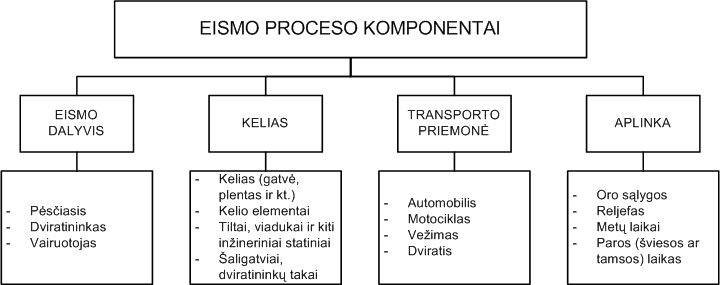 EISMO PROCESO KOMPONENTAI
EISMO
DALYVIS
KELIAS
TRANSPORTO
PRIEMONĖ
APLINKA
- Pėsčiasis
- Dviratininkas
- Vairuotojas
- Kelias (gatvė,
plentas ir kt.)
- Kelio elementai
- Tiltai, viadukai ir kiti
inžineriniai statiniai
- Šaligatviai,
dviratininkų takai
- Automobilis
- Motociklas
- Vežimas
- Dviratis
- Oro sąlygos
- Reljefas
- Metų laikai
- Paros (šviesos ar
tamsos) laikas